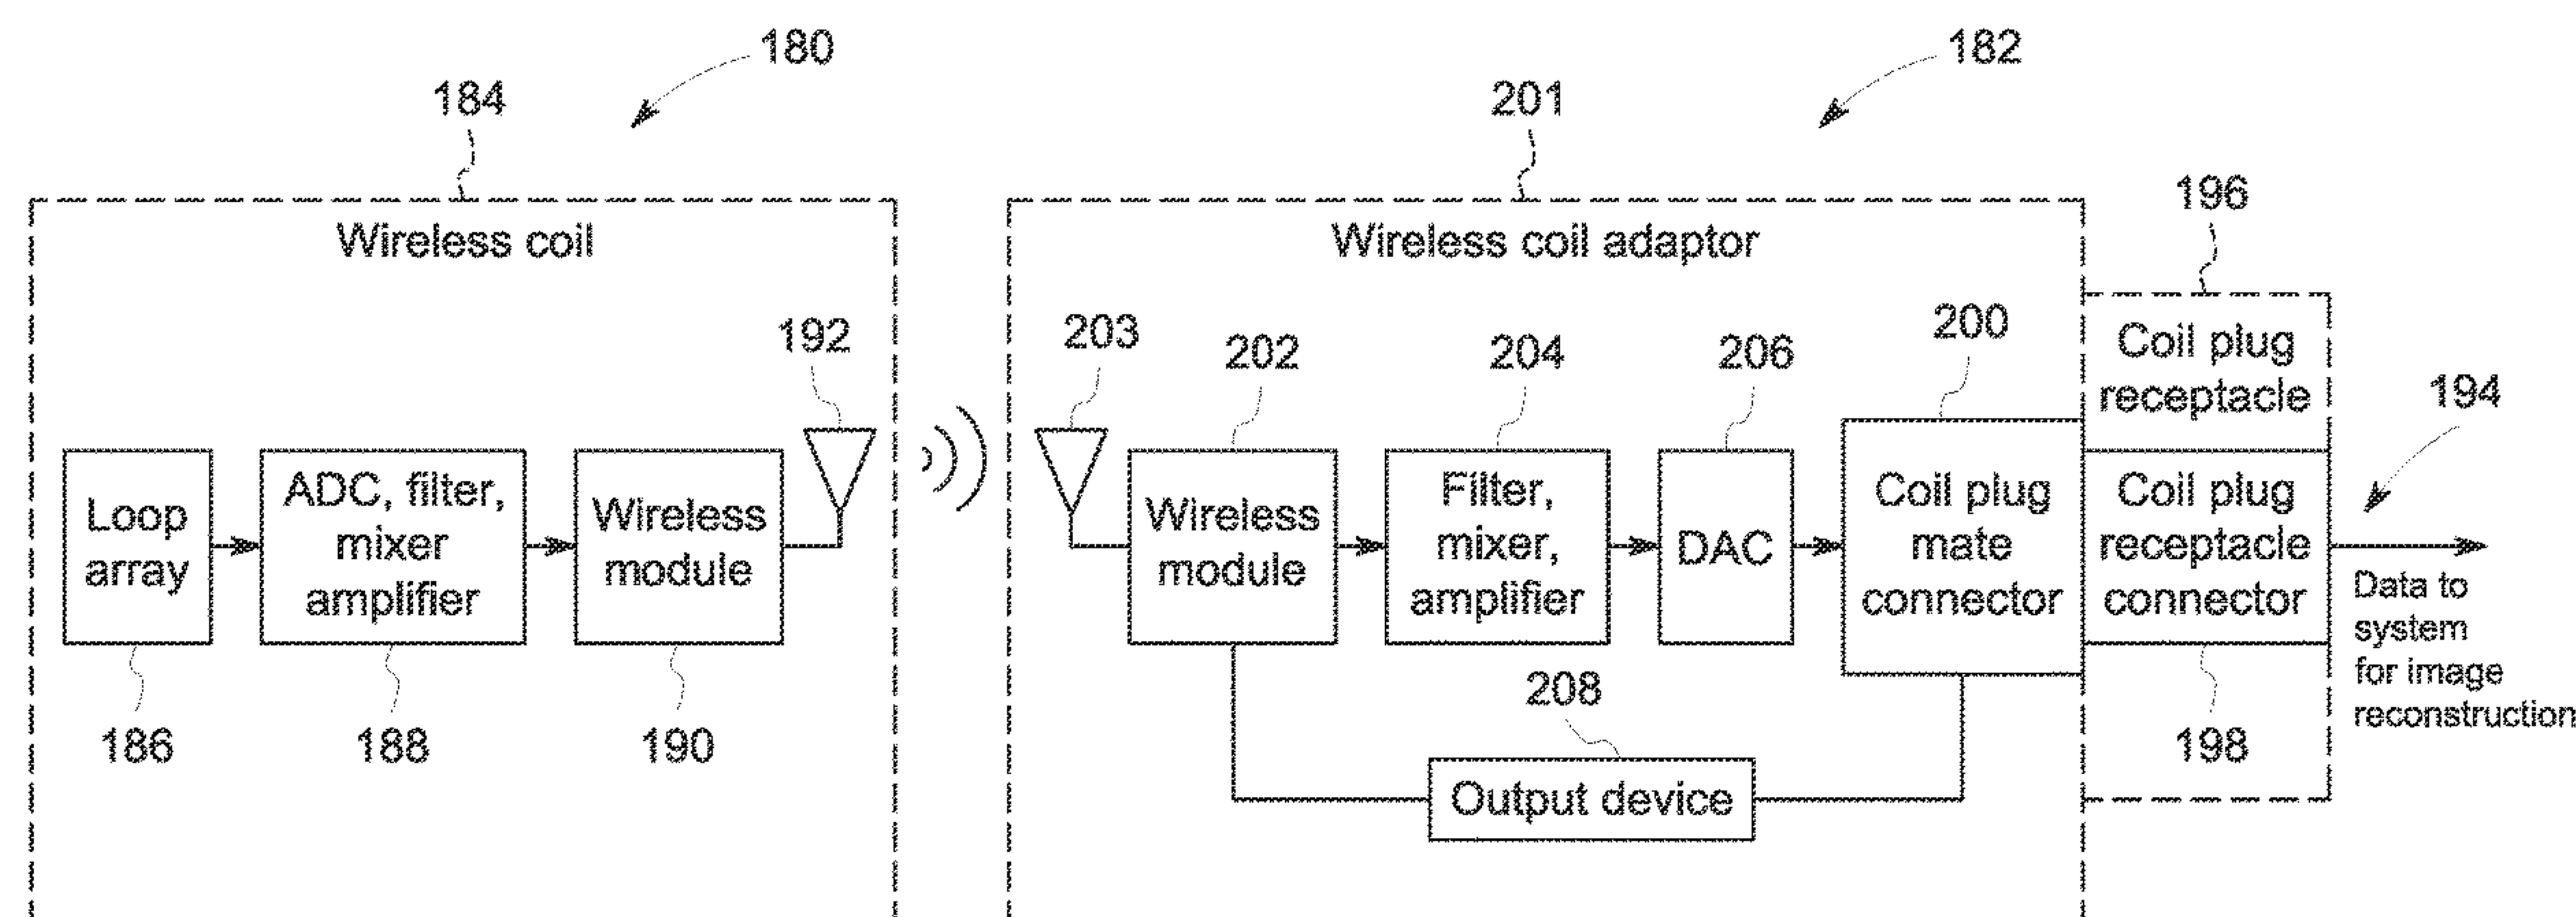 180
182
184
201
196
Wireless coil
Wireless coil adaptor
192
203
202
204
206
200
Coil plug
receptacle
194
Loop
array
ADC, filter,
mixer
amplifier
Wireless
module
Wireless
module
Filter,
mixer,
amplifier
DAC
Coil plug
mate
connector
Coil plug
receptacle
connector
Data to
system
for image
reconstruction
186
188
190
208
198
Output device